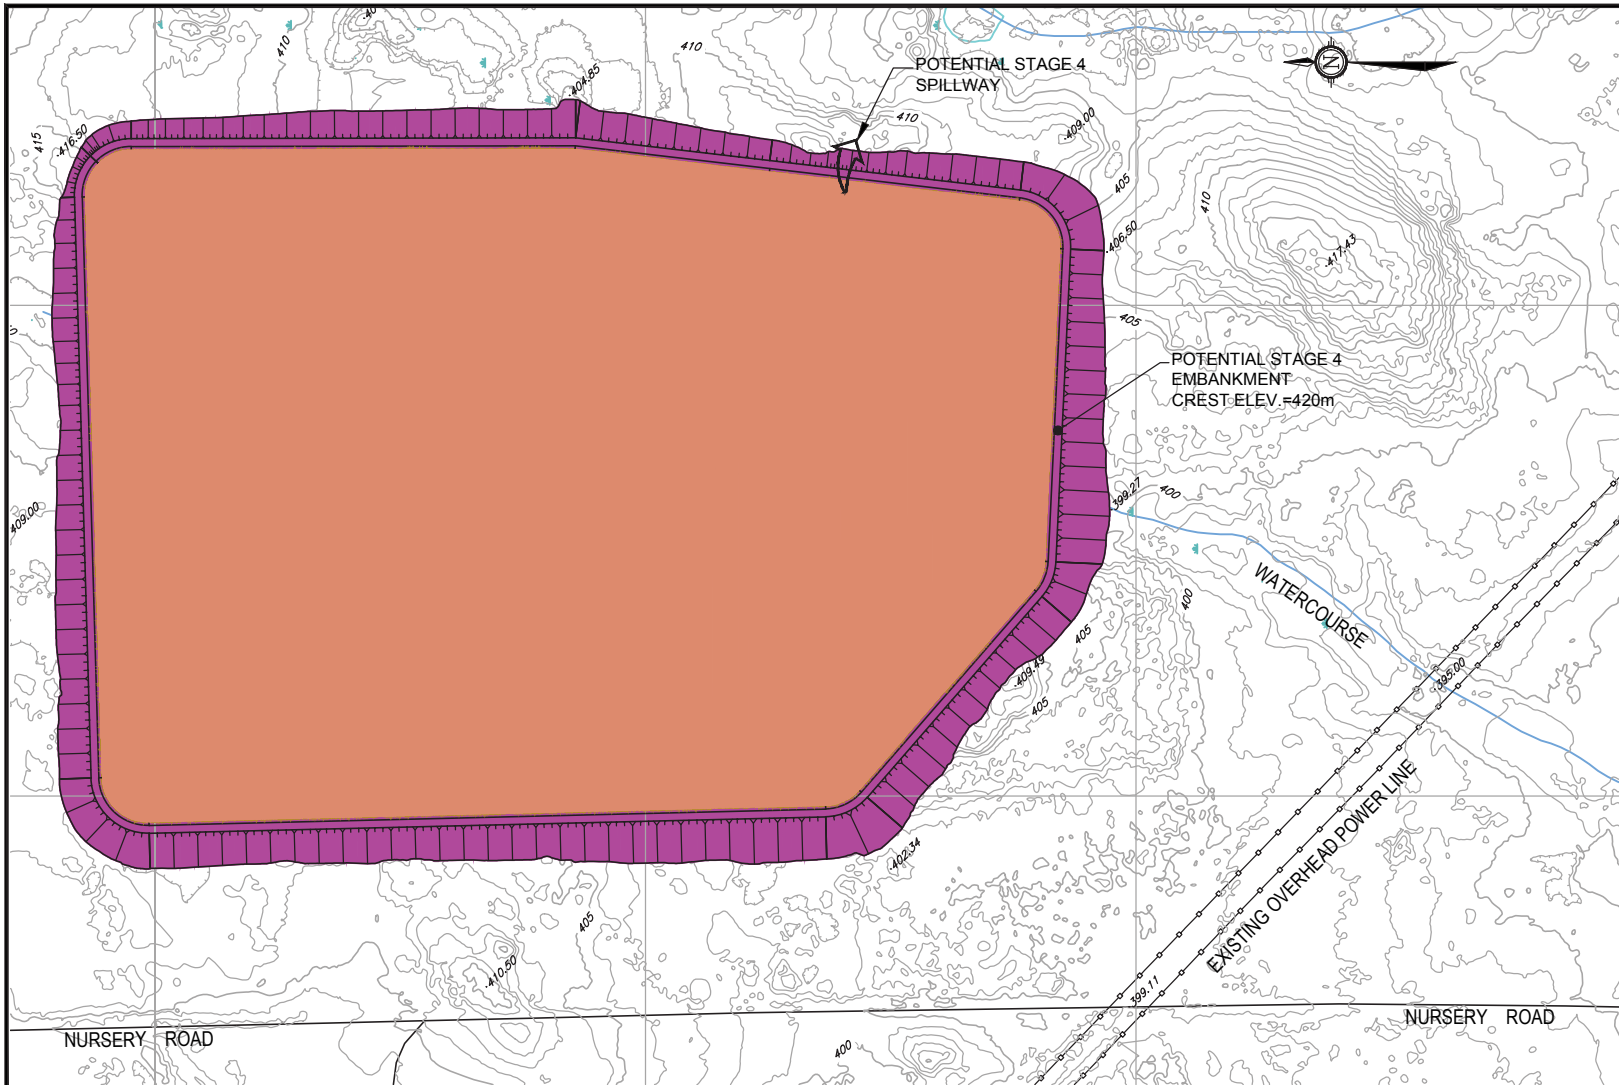 410
.404.85
410
POTENTIAL STAGE 4
SPILLWAY
N
410
.409.00
415
.416.50
405
410
.406.50
.417.43
405
POTENTIAL STAGE 4
EMBANKMENT
CREST ELEV.=420m
399.27
400
409.00
WATERCOURSE
400
405
.409.49
405
.395.00
EXISTING OVERHEAD POWER LINE
.402.34
405
.410.50
.399.11
NURSERY ROAD
NURSERY ROAD
400